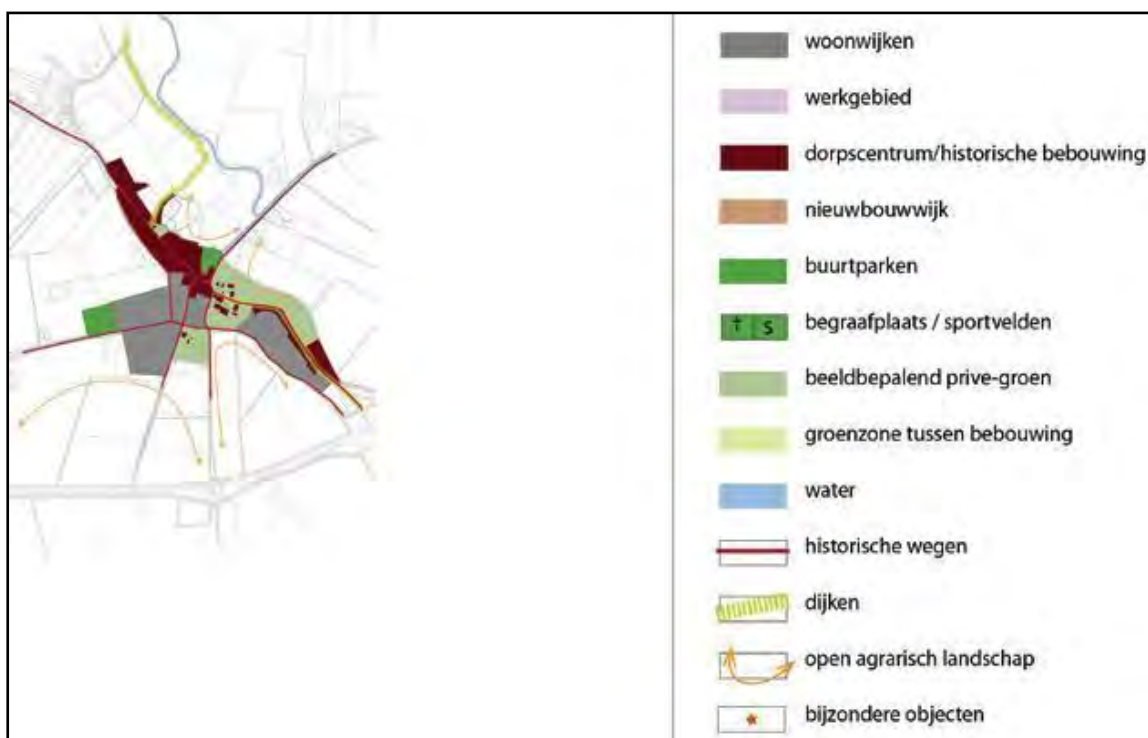 woonwijken
werkgebied
dorpscentrum/historische bebouwing
nieuwbouwwijk
buurtparken
† S begraafplaats / sportvelden
beeldbepalend prive-groen
groenzone tussen bebouwing
water
historische wegen
dijken
open agrarisch landschap
bijzondere objecten